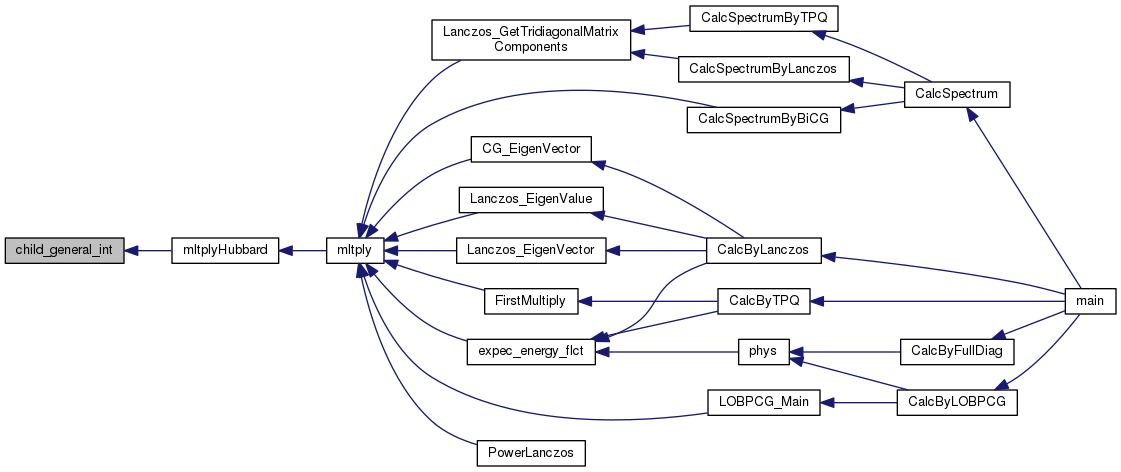 child_general_int
mltplyHubbard
mltply
Lanczos_GetTridiagonalMatrix
Components
CalcSpectrumByTPQ
CalcSpectrumByLanczos
CalcSpectrum
CalcSpectrumByBiCG
CG_EigenVector
Lanczos_EigenValue
Lanczos_EigenVector
CalcByLanczos
FirstMultiply
CalcByTPQ
main
expec_energy_flct
phys
CalcByFullDiag
LOBPCG_Main
CalcByLOBPCG
PowerLanczos